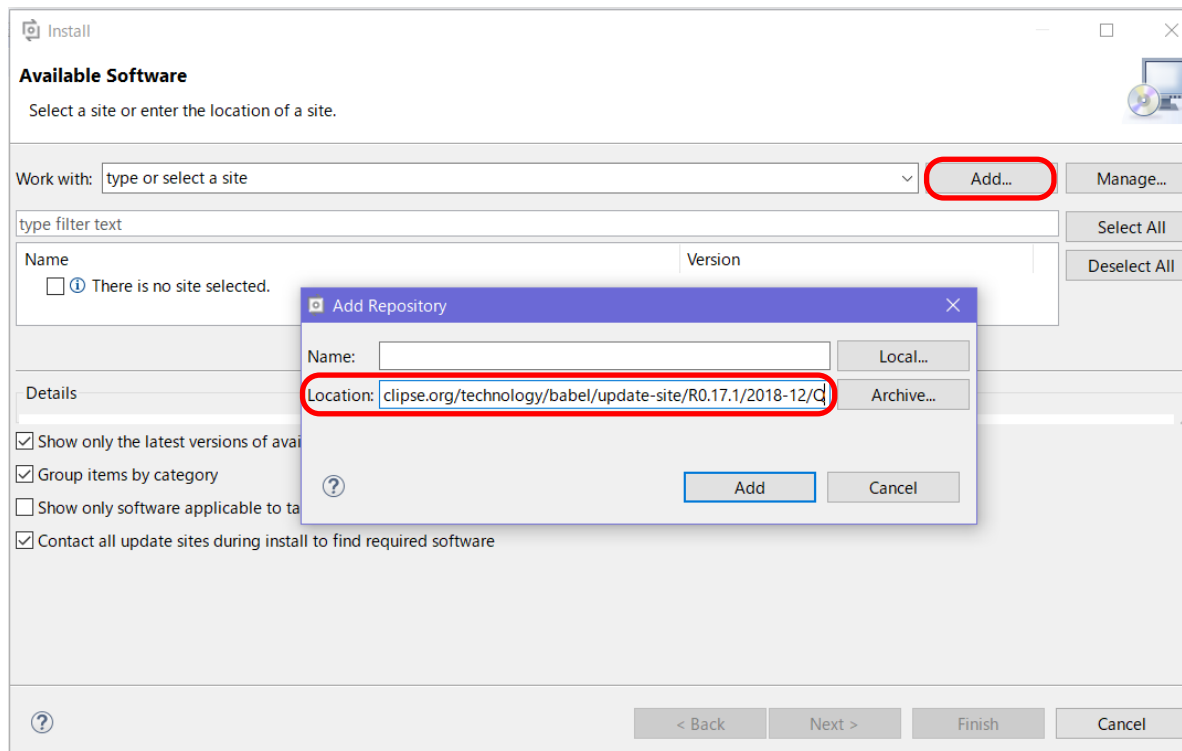 Install
Available Software
Select a site or enter the location of a site.
Work with: type or select a site Add... Manage...
type filter text Select All
Name Version Deselect All
There is no site selected.
Add Repository
Name: Local...
Details Location: clipse.org/technology/babel/update-site/R0.17.1/2018-12/ Archive...
Show only the latest versions of avai
Group items by category
Add Cancel
Show only software applicable to ta
Contact all update sites during install to find required software
< Back Next > Finish Cancel